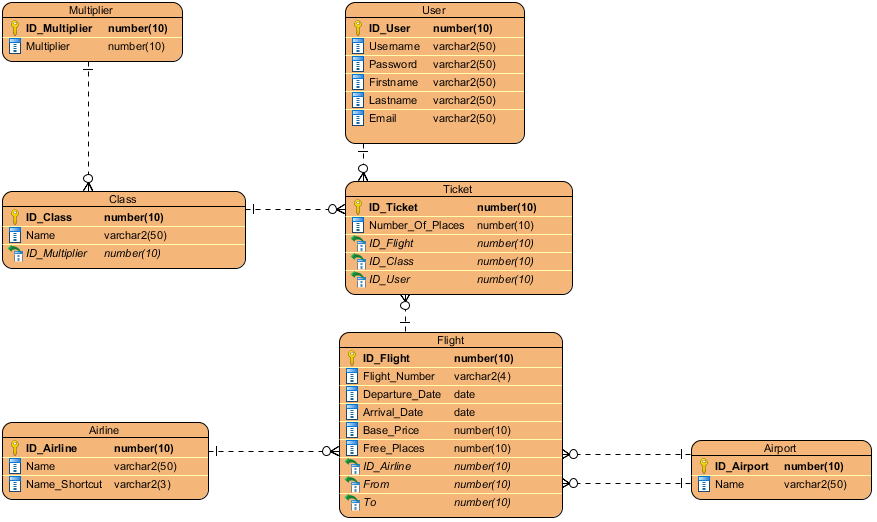 Multiplier
ID_Multiplier number(10)
Multiplier number(10)
User
ID_User number(10)
Username varchar2(50)
Password varchar2(50)
Firstname varchar2(50)
Lastname varchar2(50)
Email varchar2(50)
Class
ID_Class number(10)
Name varchar2(50)
ID_Multiplier number(10)
Ticket
ID_Ticket number(10)
Number_Of_Places number(10)
ID_Flight number(10)
ID_Class number(10)
ID_User number(10)
Flight
ID_Flight number(10)
Flight_Number varchar2(4)
Departure_Date date
Arrival_Date date
Base_Price number(10)
Free_Places number(10)
ID_Airline number(10)
From number(10)
To number(10)
Airline
ID_Airline number(10)
Name varchar2(50)
Name_Shortcut varchar2(3)
Airport
ID_Airport number(10)
Name varchar2(50)